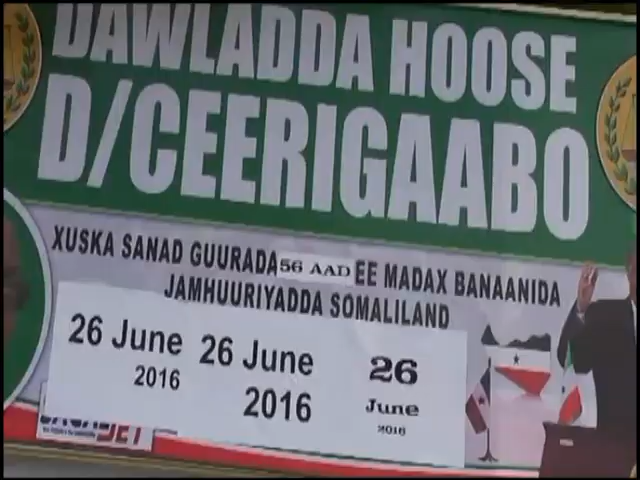 DAWLADDA HOOSE
D/CEERIGAABO
XUSKA SANAD GUURADA 56 AAD EE MADAX BANAANIDA
JAMHUURIYADDA SOMALILAND
26 June 26 June 26
2016 2016 June
2016
JET